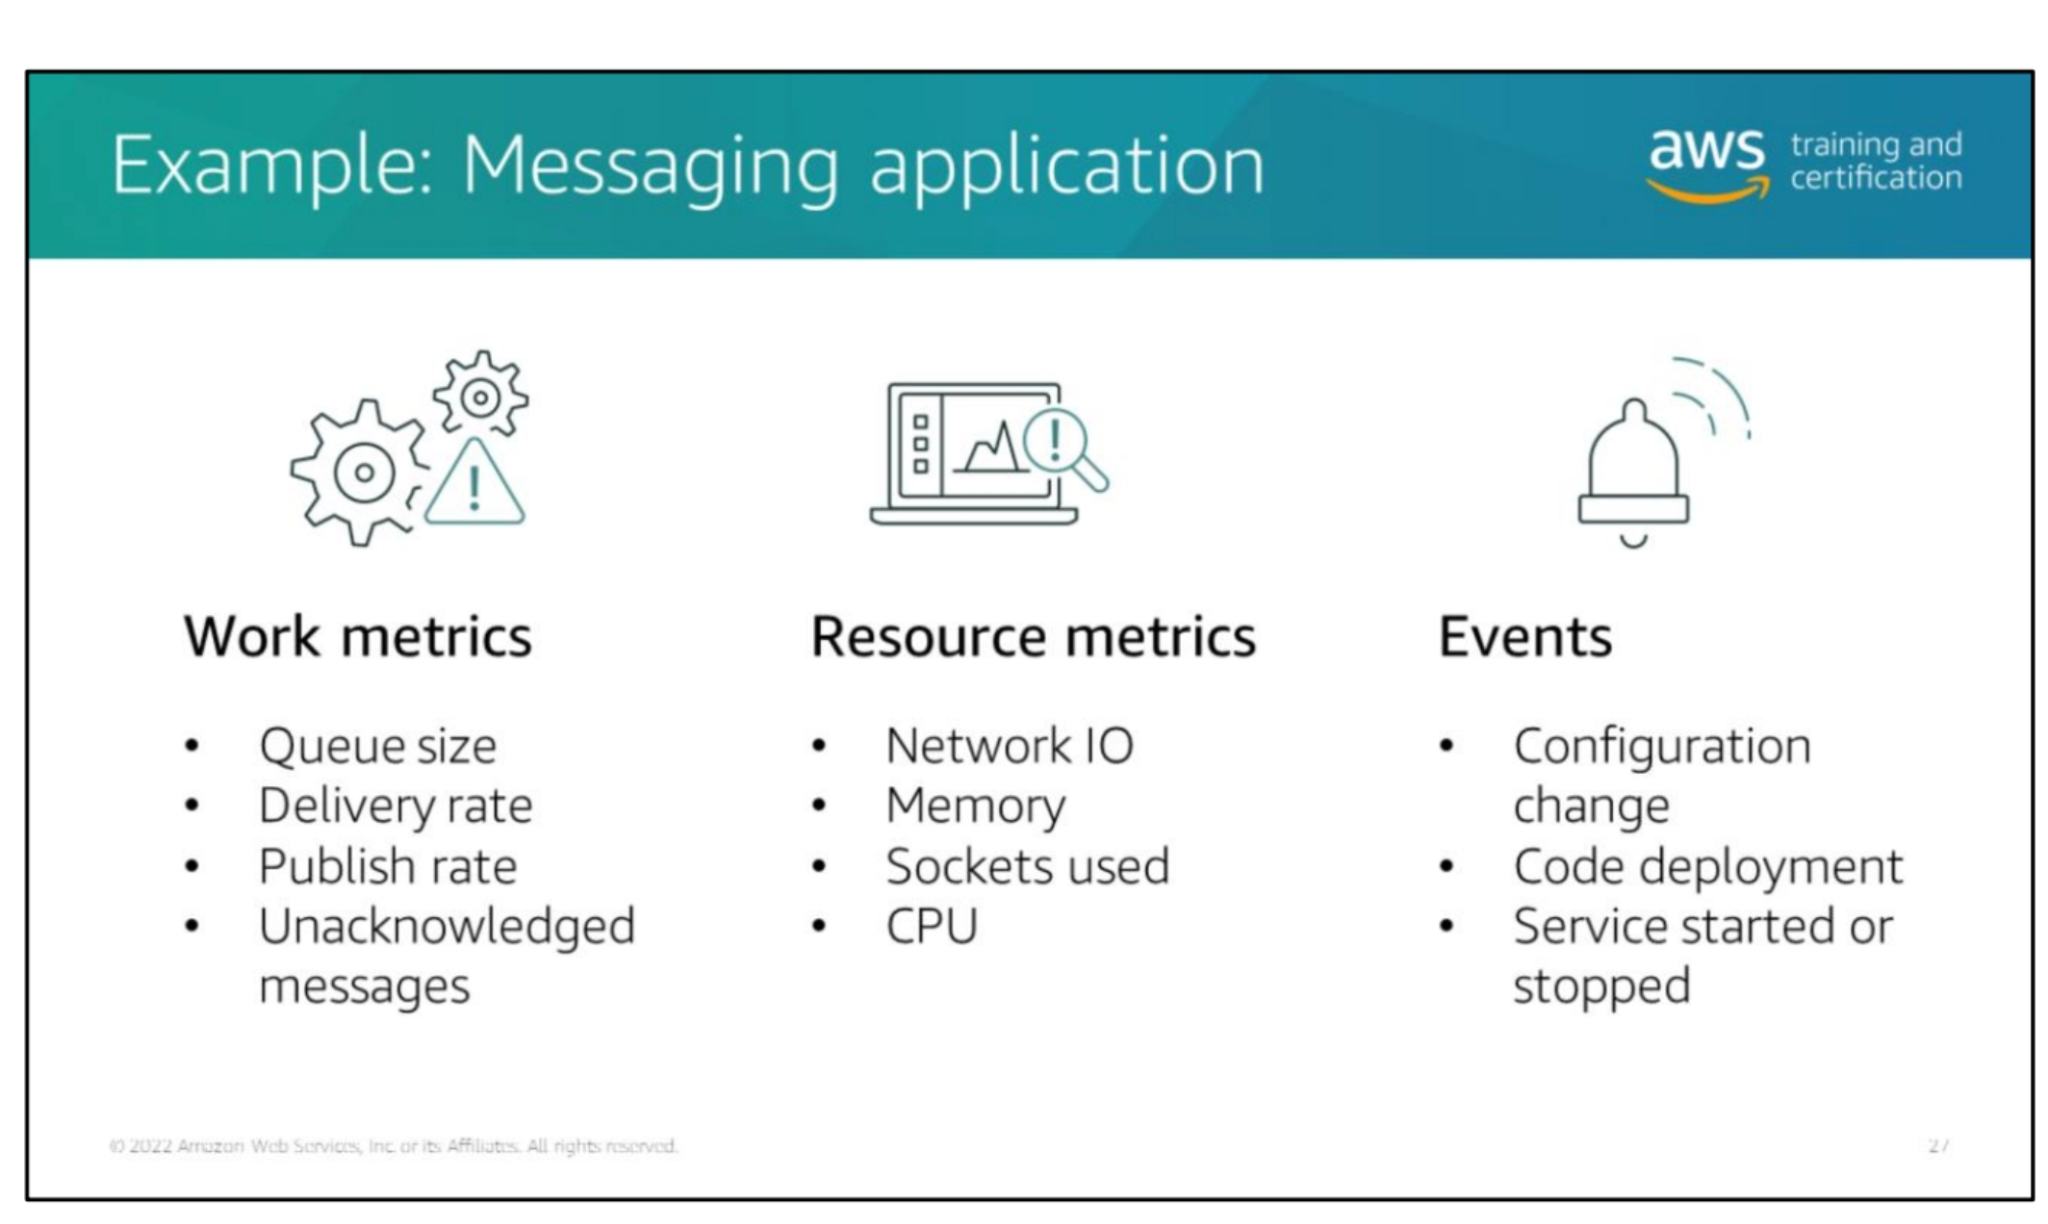 Example: Messaging application
aws training and
certification
Work metrics
• Queue size
• Delivery rate
• Publish rate
• Unacknowledged
messages
Resource metrics
• Network IO
• Memory
• Sockets used
• CPU
Events
• Configuration
change
• Code deployment
• Service started or
stopped
© 2022 Amazon Web Services, Inc. or its Affiliates. All rights reserved.
27